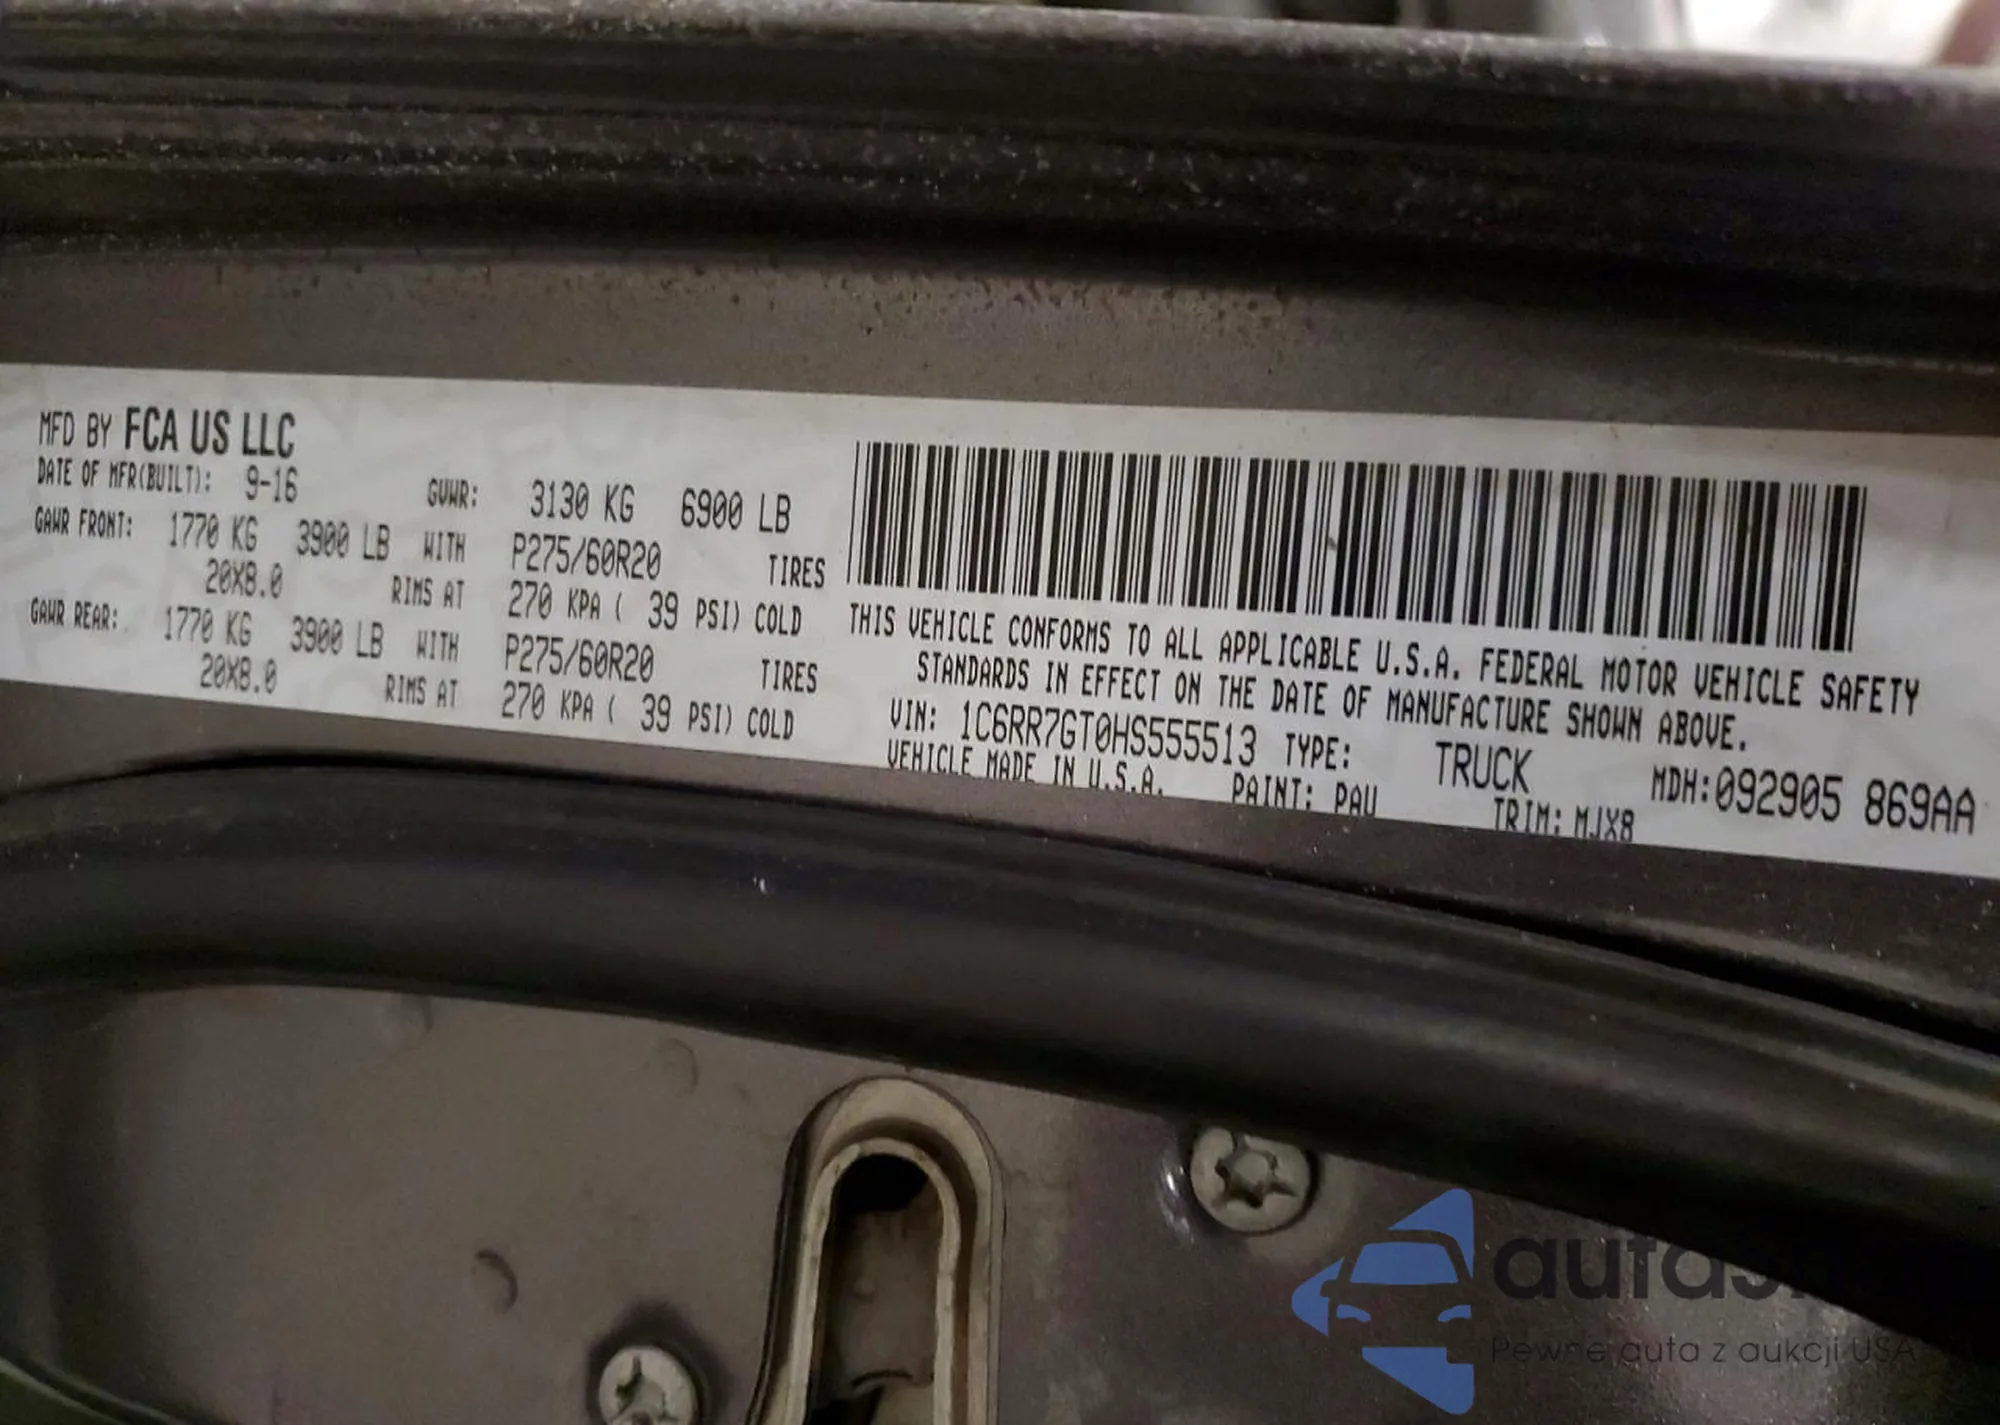 MFD BY FCA US LLC
DATE OF MFR(BUILT): 9-16 GVWR: 3130 KG 6900 LB
GAWR FRONT: 1770 KG 3900 LB WITH P275/60R20 TIRES
20X8.0 RIMS AT 270 KPA ( 39 PSI) COLD
GAWR REAR: 1770 KG 3900 LB WITH P275/60R20 TIRES
20X8.0 RIMS AT 270 KPA ( 39 PSI) COLD
THIS VEHICLE CONFORMS TO ALL APPLICABLE U.S.A. FEDERAL MOTOR VEHICLE SAFETY
STANDARDS IN EFFECT ON THE DATE OF MANUFACTURE SHOWN ABOVE.
VIN: 1C6RR7GT0HS555513 TYPE: TRUCK MDH:092905 869AA
VEHICLE MADE IN U.S.A. PAINT: PAU TRIM: MJX8
Pewne auta z aukcji USA